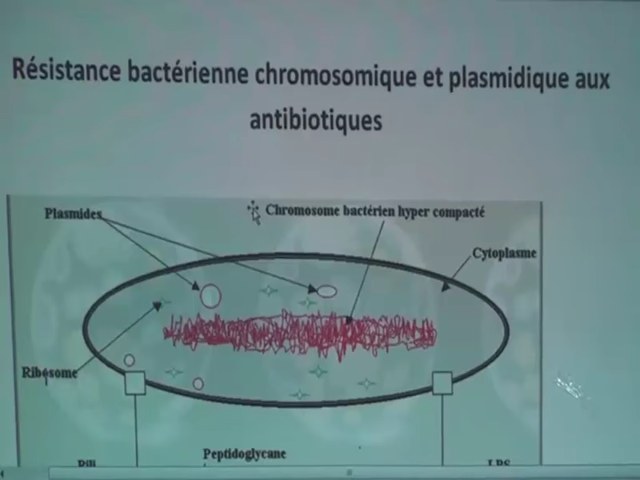 Résistance bactérienne chromosomique et plasmidique aux
antibiotiques
Plasmides
Chromosome bactérien hyper compacté
Cytoplasme
Ribosome
Peptidoglycane